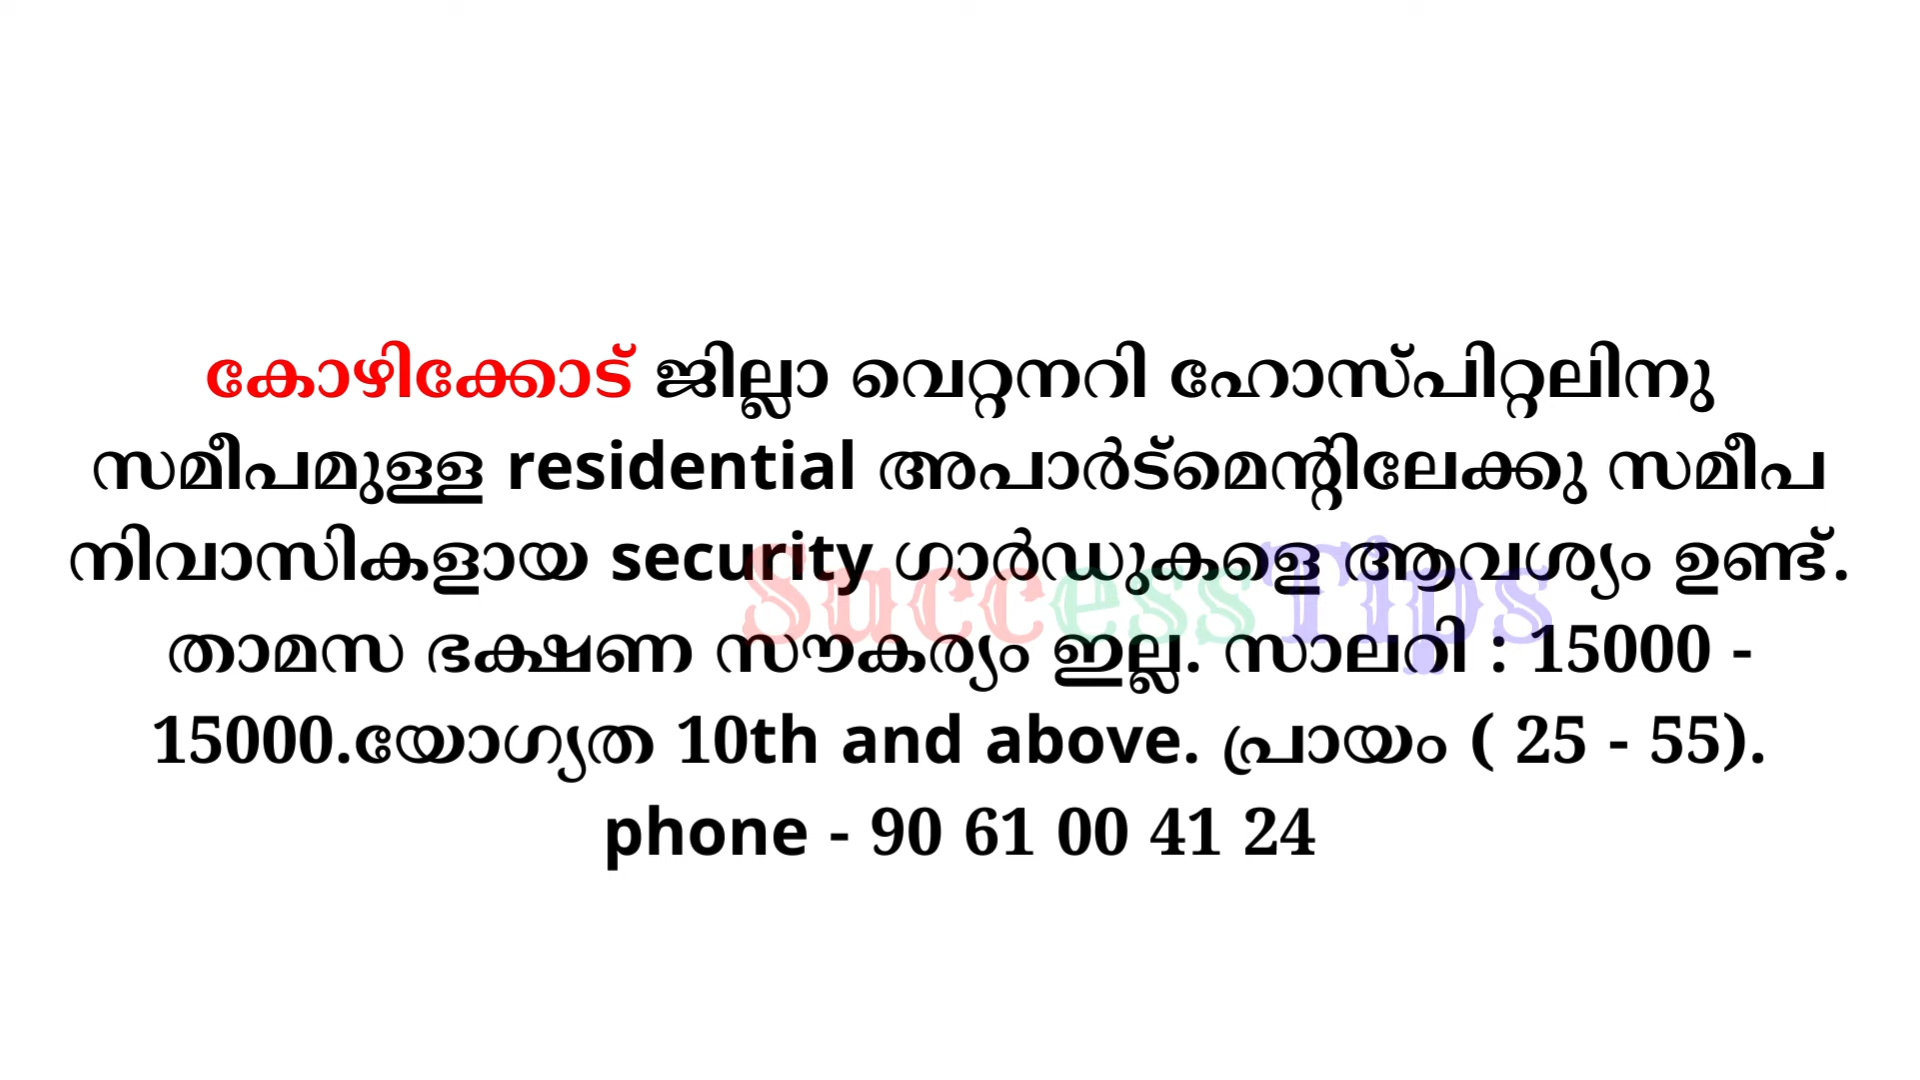 കോഴിക്കോട് ജില്ലാ വെറ്റനറി ഹോസ്പിറ്റലിനു
സമീപമുള്ള residential അപാർട്മെന്റിലേക്കു സമീപ
നിവാസികളായ security ഗാർഡുകളെ ആവശ്യം ഉണ്ട്.
SuccessTips
താമസ ഭക്ഷണ സൗകര്യം ഇല്ല. സാലറി : 15000 -
15000.യോഗ്യത 10th and above. പ്രായം ( 25 - 55).
phone - 90 61 00 41 24